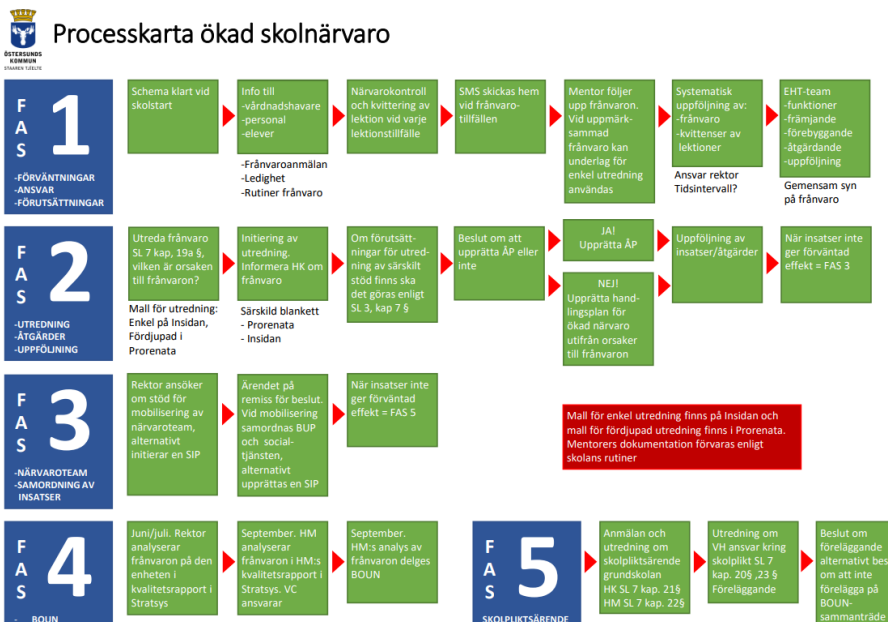 Processkarta ökad skolnärvaro
ÖSTERSUNDS
KOMMUN
STAAREN TJÏELTE
F
A
S
1
-FÖRVÄNTNINGAR
-ANSVAR
-FÖRUTSÄTTNINGAR
Schema klart vid
skolstart
Info till
-vårdnadshavare
-personal
-elever
-Frånvaroanmälan
-Ledighet
-Rutiner frånvaro
Närvarokontroll
och kvittering av
lektion vid varje
lektionstillfälle
SMS skickas hem
vid frånvaro-
tillfällen
Mentor följer
upp frånvaron.
Vid uppmärk-
sammad
frånvaro kan
underlag för
enkel utredning
användas
Systematisk
uppföljning av:
-frånvaro
-kvittenser av
lektioner
Ansvar rektor
Tidsintervall?
EHT-team
-funktioner
-främjande
-förebyggande
-åtgärdande
-uppföljning
Gemensam syn
på frånvaro
F
A
S
2
-UTREDNING
-ÅTGÄRDER
-UPPFÖLJNING
Utreda frånvaro
SL 7 kap, 19a §,
vilken är orsaken
till frånvaron?
Mall för utredning:
Enkel på Insidan,
Fördjupad i
Prorenata
Initiering av
utredning.
Informera HK om
frånvaro
Särskild blankett
- Prorenata
- Insidan
Om förutsätt-
ningar för utred-
ning av särskilt
stöd finns ska
det göras enligt
SL 3, kap 7 §
Beslut om att
upprätta ÅP eller
inte
JA!
Upprätta ÅP
NEJ!
Upprätta hand-
lingsplan för
ökad närvaro
utifrån orsaker
till frånvaron
Uppföljning av
insatser/åtgärder
När insatser inte
ger förväntad
effekt = FAS 3
F
A
S
3
-NÄRVAROTEAM
-SAMORDNING AV
INSATSER
Rektor ansöker
om stöd för
mobilisering av
närvaroteam,
alternativt
initierar en SIP
Ärendet på
remiss för beslut.
Vid mobilisering
samordnas BUP
och social-
tjänsten,
alternativt
upprättas en SIP
När insatser inte
ger förväntad
effekt = FAS 5
Mall för enkel utredning finns på Insidan och
mall för fördjupad utredning finns i Prorenata.
Mentorers dokumentation förvaras enligt
skolans rutiner
F
A
S
4
- BOUN
Juni/juli. Rektor
analyserar
frånvaron på den
enheten i
kvalitetsrapport i
Stratsys
September. HM
analyserar
frånvaron i HM:s
kvalitetsrapport i
Stratsys. VC
ansvarar
September.
HM:s analys av
frånvaron delges
BOUN
F
A
S
5
SKOLPLIKTSÄRENDE
Anmälan och
utredning om
skolpliktsärende
grundskolan
HK SL 7 kap. 21§
HM SL 7 kap. 22§
Utredning om
VH ansvar kring
skolplikt SL 7
kap. 20§ ,23 §
Föreläggande
Beslut om
föreläggande
alternativt bes
om att inte
förelägga på
BOUN-
sammanträde